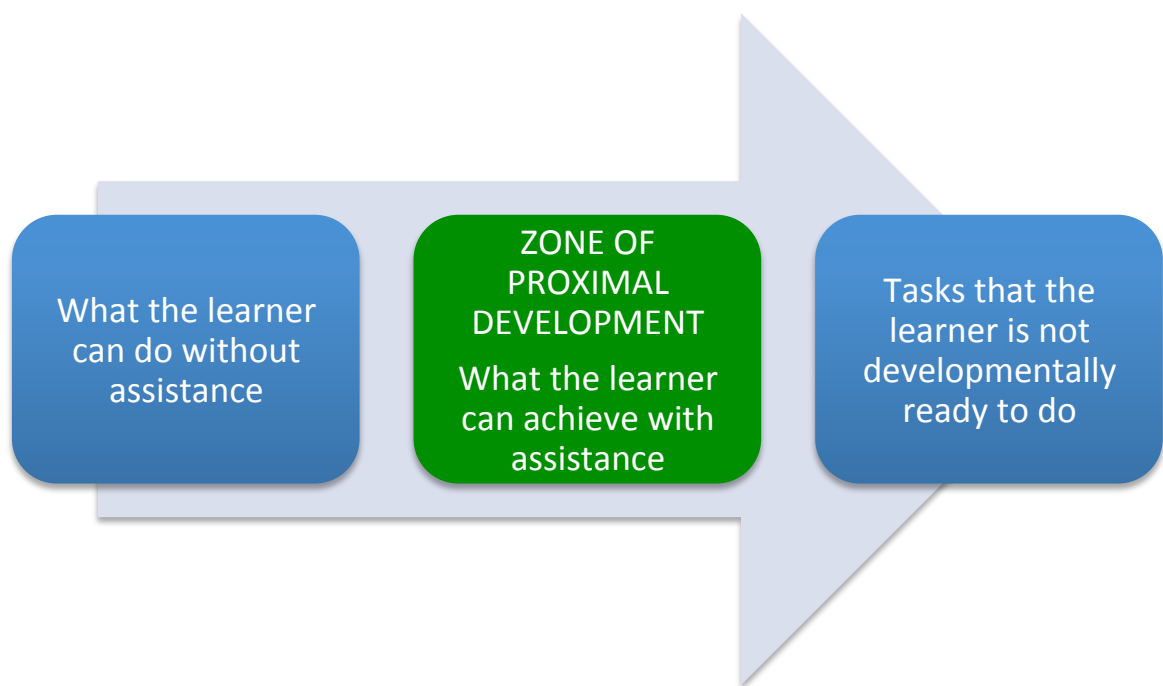 What the learner
can do without
assistance
ZONE OF
PROXIMAL
DEVELOPMENT
What the learner
can achieve with
assistance
Tasks that the
learner is not
developmentally
ready to do